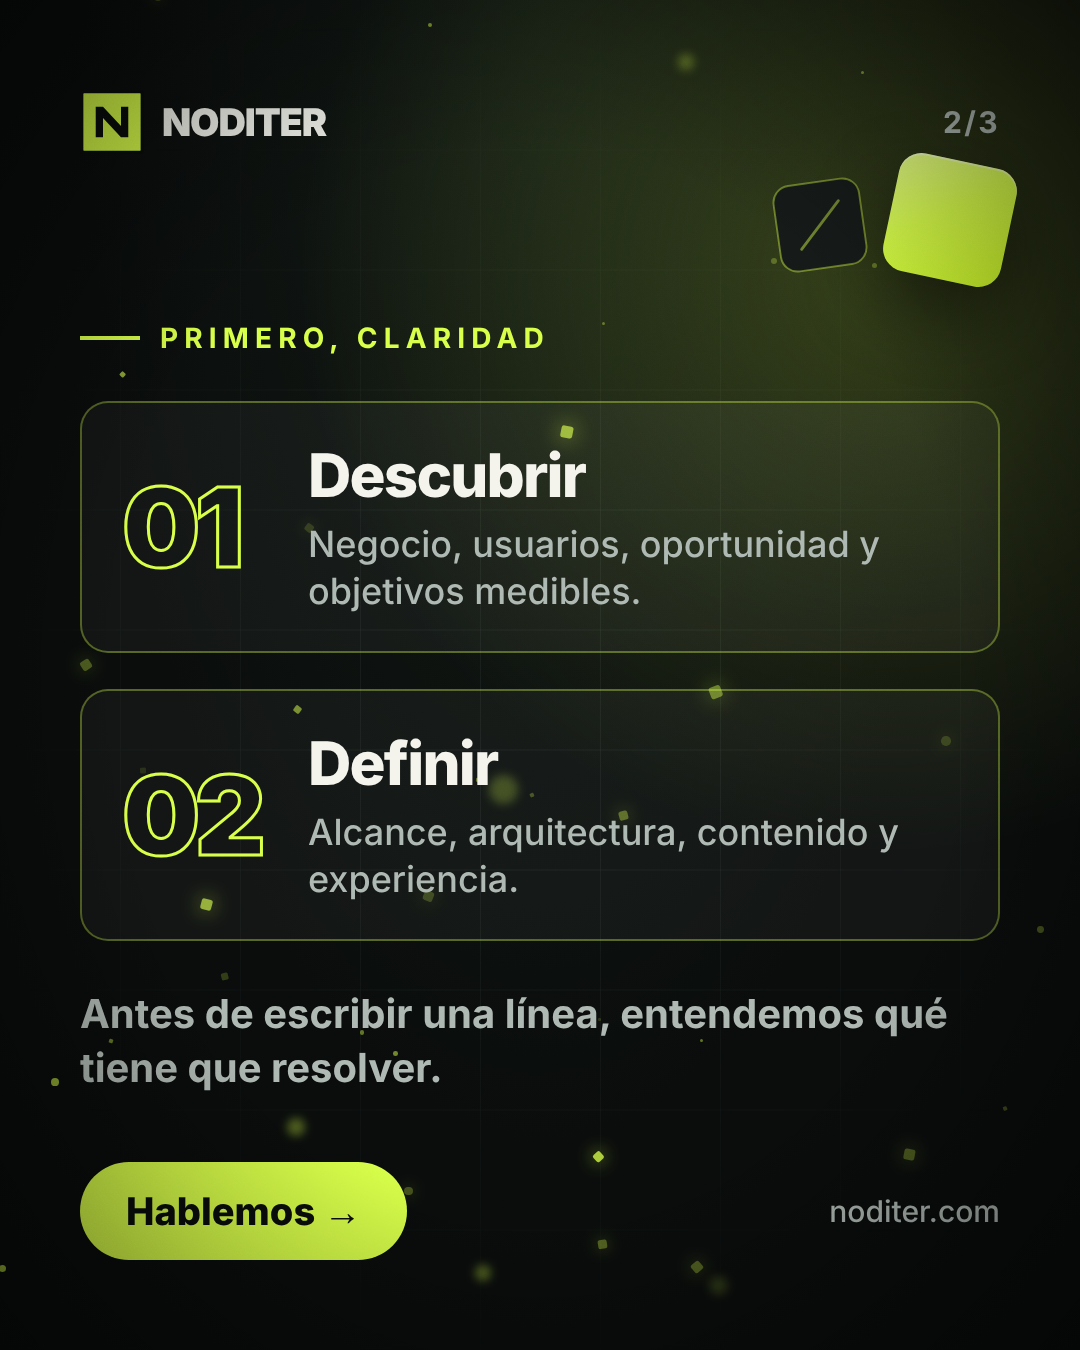 N NODITER
2/3
PRIMERO, CLARIDAD
01
Descubrir
Negocio, usuarios, oportunidad y
objetivos medibles.
02
Definir
Alcance, arquitectura, contenido y
experiencia.
Antes de escribir una línea, entendemos qué
tiene que resolver.
Hablemos →
noditer.com